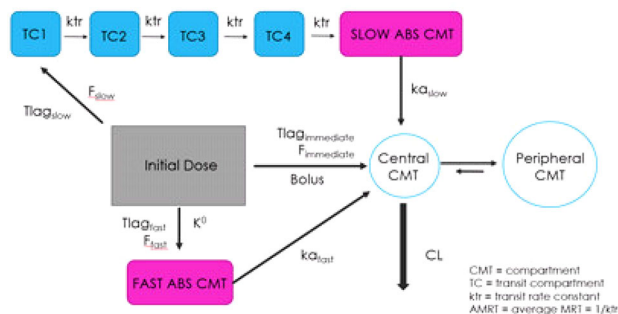 ktr ktr ktr ktr ktr
TC1 TC2 TC3 TC4 SLOW ABS CMT
Fslow
Tlagslow
kaslow
Initial Dose
Tlagimmediate
Fimmediate
Bolus
Central
CMT
Peripheral
CMT
Tlagfast K0
Ffast
kafast
FAST ABS CMT
CL
CMT = compartment
TC = transit compartment
ktr = transit rate constant
AMRT = average MRT = 1/ktr